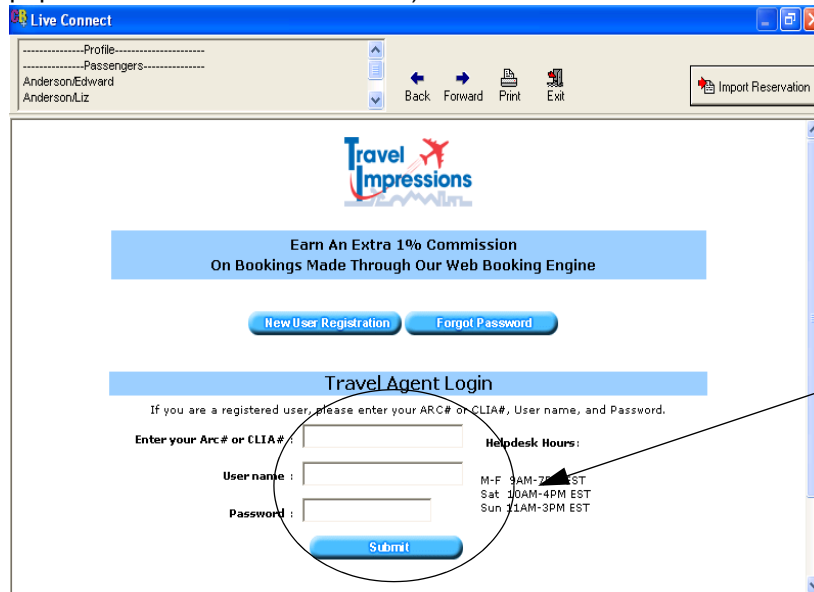 Live Connect
---------------Profile----------------------
---------------Passengers---------------
Anderson/Edward
Anderson/Liz
Back Forward Print Exit
Import Reservation
Travel
Impressions
Earn An Extra 1% Commission
On Bookings Made Through Our Web Booking Engine
New User Registration Forgot Password
Travel Agent Login
If you are a registered user, please enter your ARC# or CLIA#, User name, and Password.
Enter your Arc# or CLIA# :
Helpdesk Hours:
User name :
M-F 9AM-7PM EST
Sat 10AM-4PM EST
Password :
Sun 11AM-3PM EST
Submit